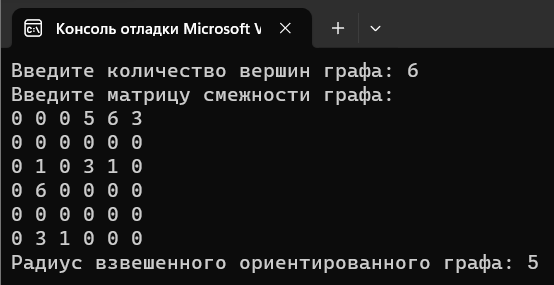 Консоль отладки Microsoft V
Введите количество вершин графа: 6
Введите матрицу смежности графа:
0 0 0 5 6 3
0 0 0 0 0 0
0 1 0 3 1 0
0 6 0 0 0 0
0 0 0 0 0 0
0 3 1 0 0 0
Радиус взвешенного ориентированного графа: 5